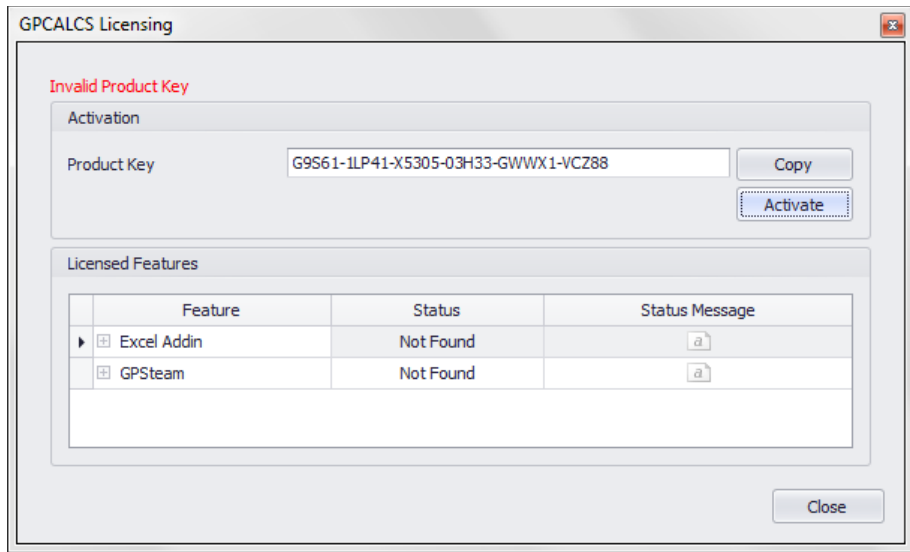 GPCALCS Licensing
Invalid Product Key
Activation
Product Key G9S61-1LP41-X5305-03H33-GWWX1-VCZ88 Copy
Activate
Licensed Features
Feature Status Status Message
Excel Addin Not Found a
GPSteam Not Found a
Close